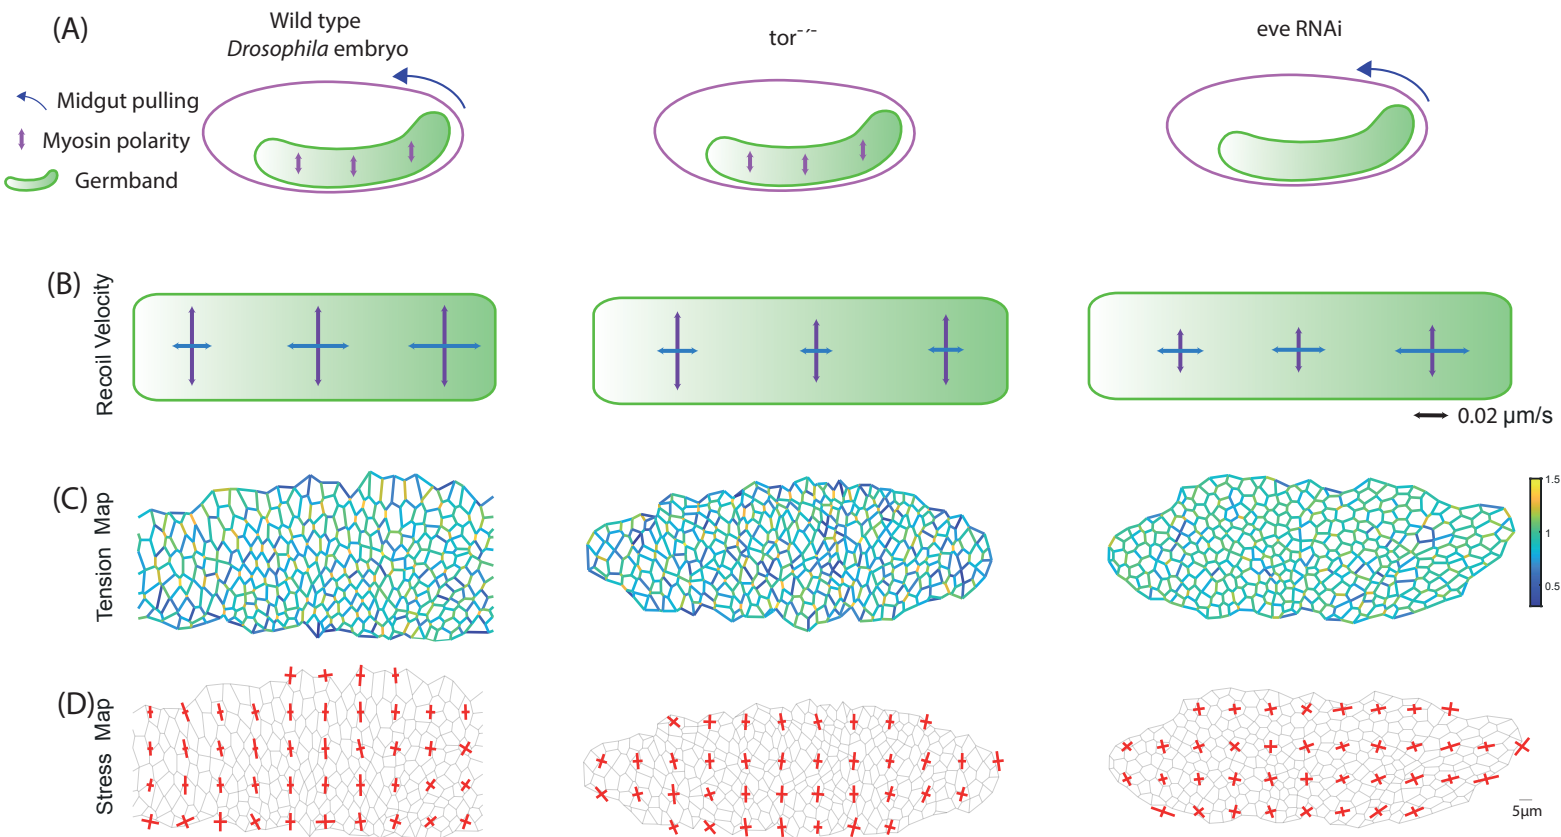 (A)
Wild type
Drosophila embryo
tor-´-
eve RNAi
Midgut pulling
Myosin polarity
Germband
(B)
Recoil Velocity
0.02 µm/s
(C)
Tension Map
1.5
1
0.5
(D)
Stress Map
5µm